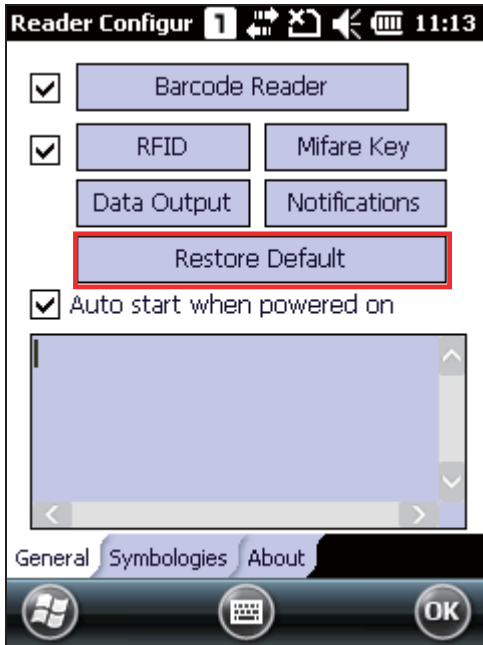 Reader Configur 1 11:13
Barcode Reader
RFID Mifare Key
Data Output Notifications
Restore Default
Auto start when powered on
General Symbologies About
OK